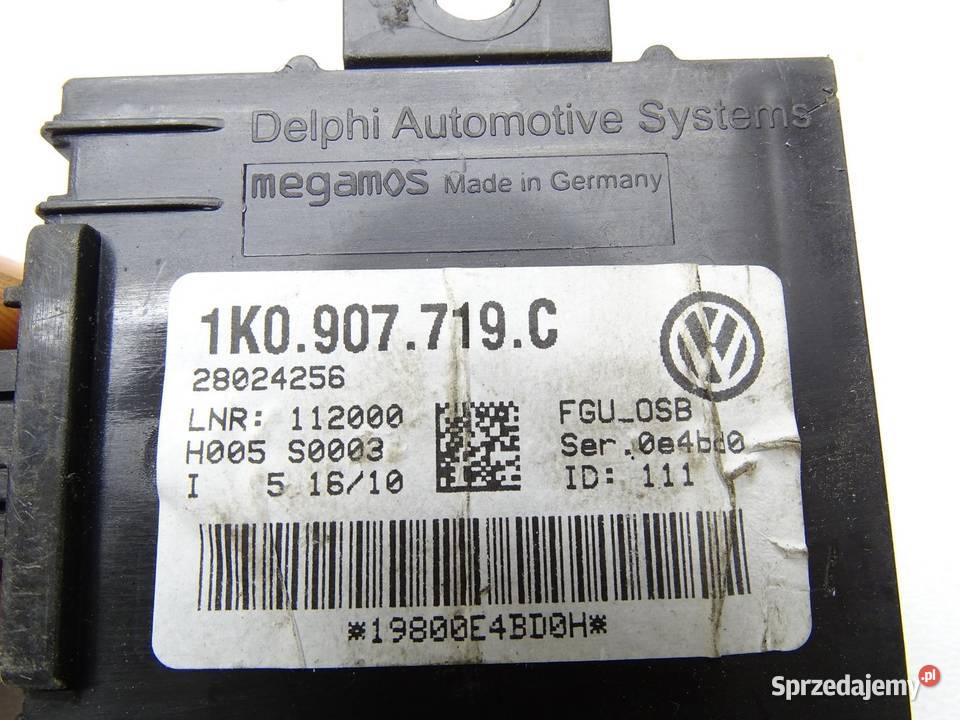 Delphi Automotive Systems
megamos Made in Germany
1K0.907.719.C
28024256
LNR: 112000
H005 S0003
I 5 16/10
FGU_OSB
Ser.0e4bd0
ID: 111
*19800E4BD0H*
Sprzedajemy.pl